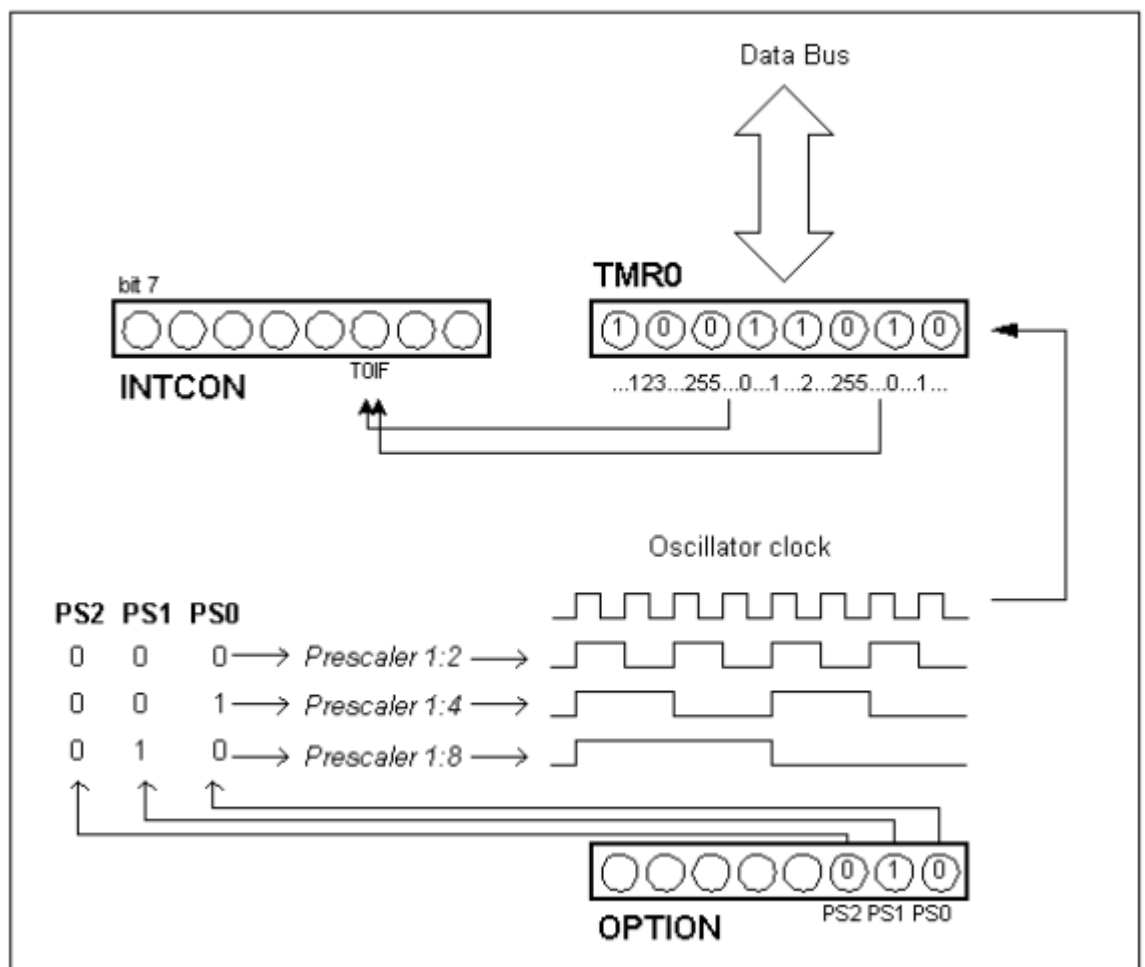 Data Bus
bit 7
TMR0
1 0 0 1 1 0 1 0
T0IF
INTCON
...123...255...0...1...2...255...0...1...
Oscillator clock
PS2 PS1 PS0
0 0 0 Prescaler 1:2
0 0 1 Prescaler 1:4
0 1 0 Prescaler 1:8
0 1 0
PS2 PS1 PS0
OPTION